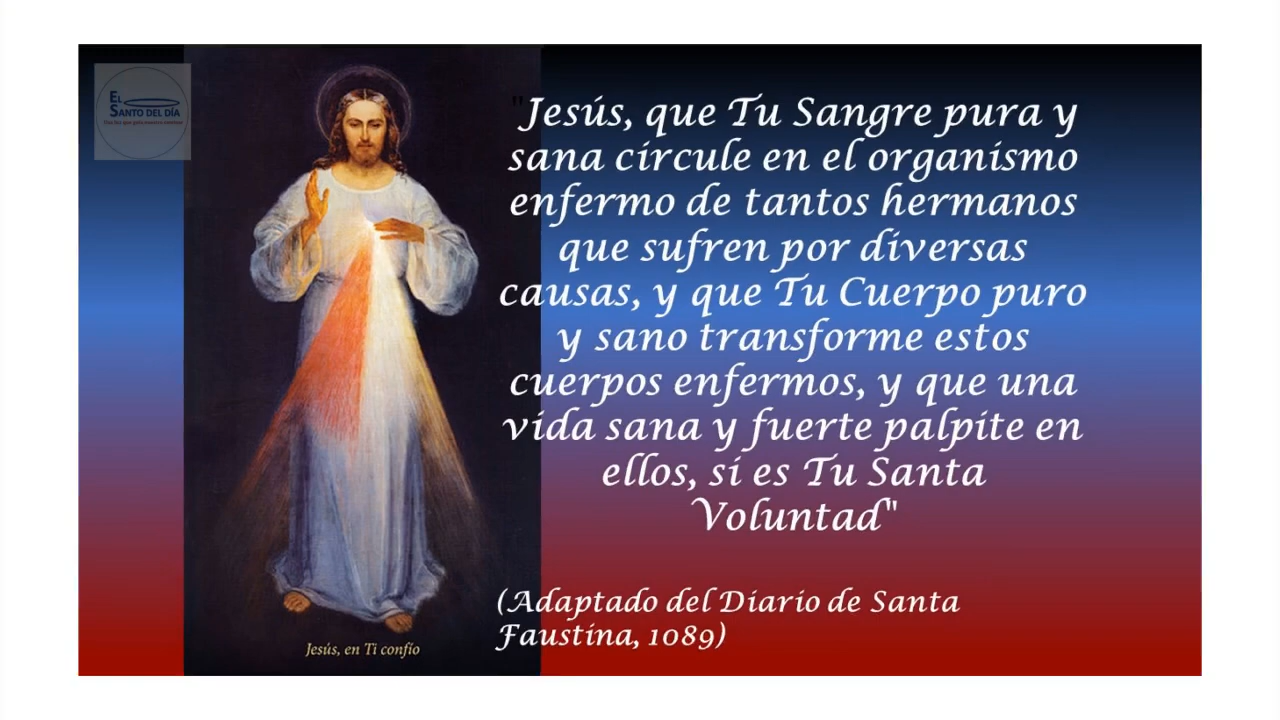 EL
SANTO DEL DÍA
"Jesús, que Tu Sangre pura y
sana circule en el organismo
enfermo de tantos hermanos
que sufren por diversas
causas, y que Tu Cuerpo puro
y sano transforme estos
cuerpos enfermos, y que una
vida sana y fuerte palpite en
ellos, si es Tu Santa
Voluntad"
(Adaptado del Diario de Santa
Faustina, 1089)
Jesús, en Ti confío